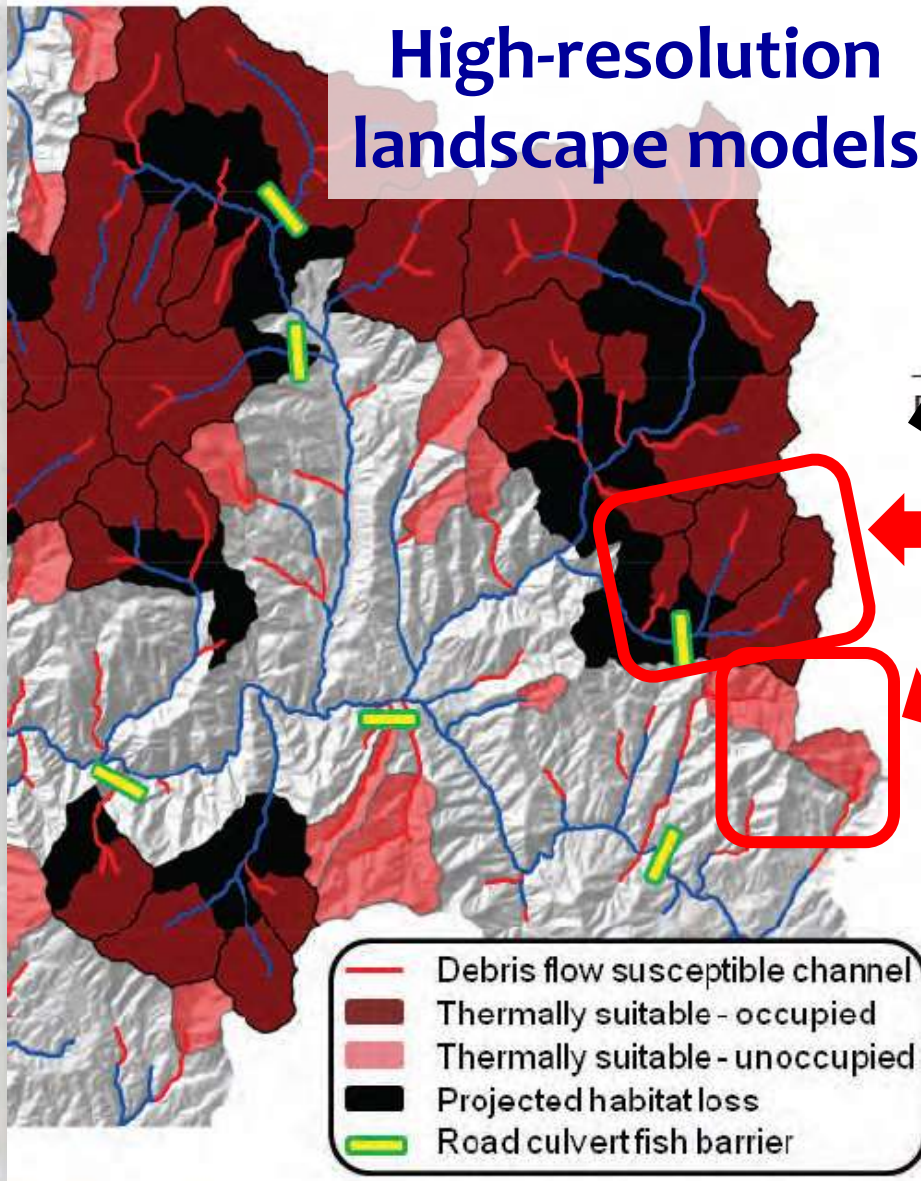 High-resolution
landscape models
Debris flow susceptible channel
Thermally suitable - occupied
Thermally suitable - unoccupied
Projected habitat loss
Road culvert fish barrier